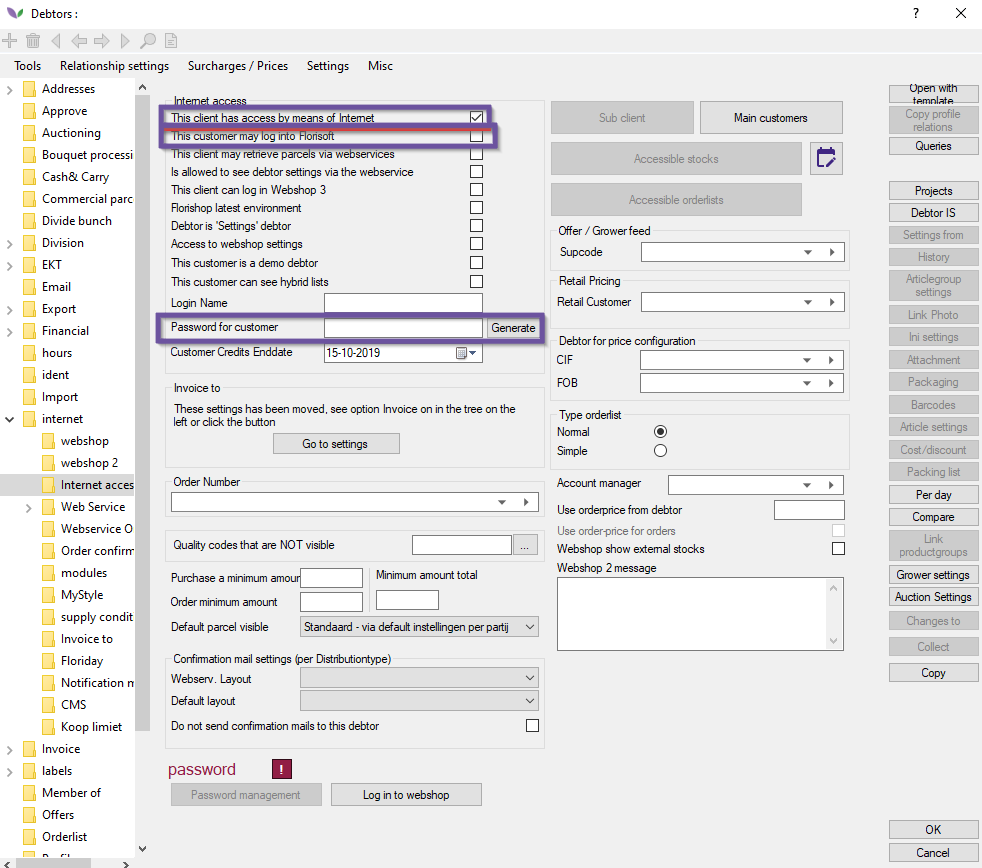 Debtors :
?
Tools Relationship settings Surcharges / Prices Settings Misc
Addresses
Approve
Auctioning
Bouquet processi
Cash& Carry
Commercial parc
Divide bunch
Division
EKT
Email
Export
Financial
hours
ident
Import
internet
webshop
webshop 2
Internet acces
Web Service
Webservice O
Order confirm
modules
MyStyle
supply condit
Invoice to
Floriday
Notification m
CMS
Koop limiet
Invoice
labels
Member of
Offers
Orderlist
Internet access
This client has access by means of Internet
This customer may log into Florisoft
This client may retrieve parcels via webservices
Is allowed to see debtor settings via the webservice
This client can log in Webshop 3
Florishop latest environment
Debtor is 'Settings' debtor
Access to webshop settings
This customer is a demo debtor
This customer can see hybrid lists
Login Name
Password for customer Generate
Customer Credits Enddate 15-10-2019
Invoice to
These settings has been moved, see option Invoice on in the tree on the
left or click the button
Go to settings
Order Number
Quality codes that are NOT visible ...
Purchase a minimum amour Minimum amount total
Order minimum amount
Default parcel visible Standaard - via default instellingen per partij
Confirmation mail settings (per Distributiontype)
Webserv. Layout
Default layout
Do not send confirmation mails to this debtor
password !
Password management Log in to webshop
Sub client Main customers
Accessible stocks
Accessible orderlists
Offer / Grower feed
Supcode
Retail Pricing
Retail Customer
Debtor for price configuration
CIF
FOB
Type orderlist
Normal
Simple
Account manager
Use orderprice from debtor
Use order-price for orders
Webshop show external stocks
Webshop 2 message
Open with
template
Copy profile
relations
Queries
Projects
Debtor IS
Settings from
History
Articlegroup
settings
Link Photo
Ini settings
Attachment
Packaging
Barcodes
Article settings
Cost/discount
Packing list
Per day
Compare
Link
productgroups
Grower settings
Auction Settings
Changes to
Collect
Copy
OK
Cancel